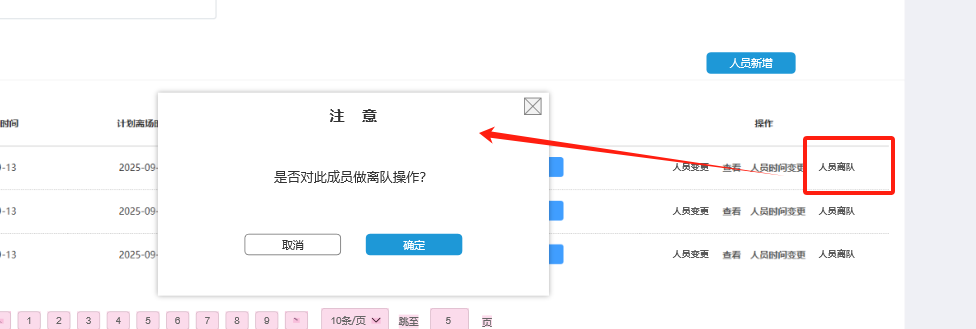 人员新增
时间 计划离场时 操作
-13 2025-09- 人员变更 查看 人员时间变更 人员离队
-13 2025-09- 人员变更 查看 人员时间变更 人员离队
-13 2025-09- 人员变更 查看 人员时间变更 人员离队
注 意
是否对此成员做离队操作?
取消 确定
1 2 3 4 5 6 7 8 9 10条/页 跳至 5 页